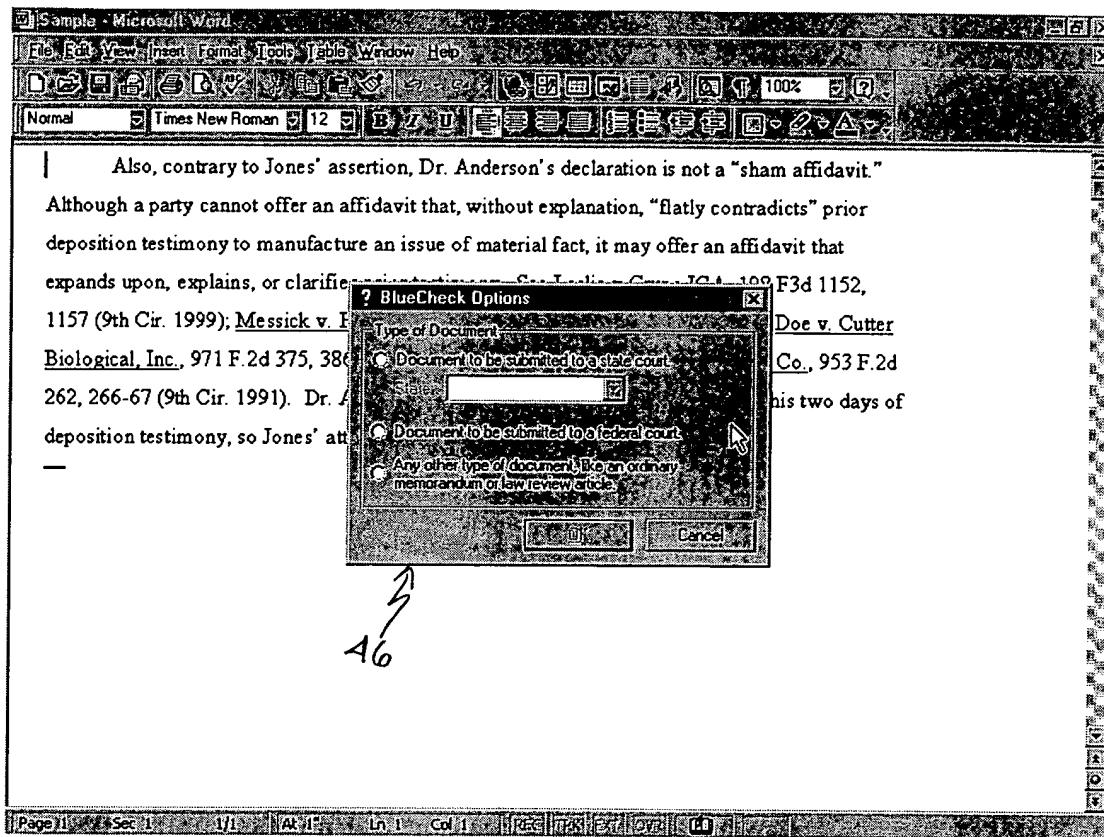 Sample - Microsoft Word
File Edit View Insert Format Tools Table Window Help
100%
Normal Times New Roman 12 B I U
Also, contrary to Jones' assertion, Dr. Anderson's declaration is not a “sham affidavit.”
Although a party cannot offer an affidavit that, without explanation, “flatly contradicts” prior
deposition testimony to manufacture an issue of material fact, it may offer an affidavit that
expands upon, explains, or F3d 1152,
1157 (9th Cir. 1999); Messick v. Doe v. Cutter
Biological, Inc., 971 F.2d 375, Co., 953 F.2d
262, 266-67 (9th Cir. 1991). Dr. his two days of
deposition testimony, so Jones'
? BlueCheck Options
Type of Document
Document to be submitted to a state court.
Document to be submitted to a federal court.
Any other type of document, like an ordinary
memorandum or law review article.
Cancel
46
Page 1 Sec 1 1/1 At 1" Ln 1 Col 1 REC TRK EXT OVR